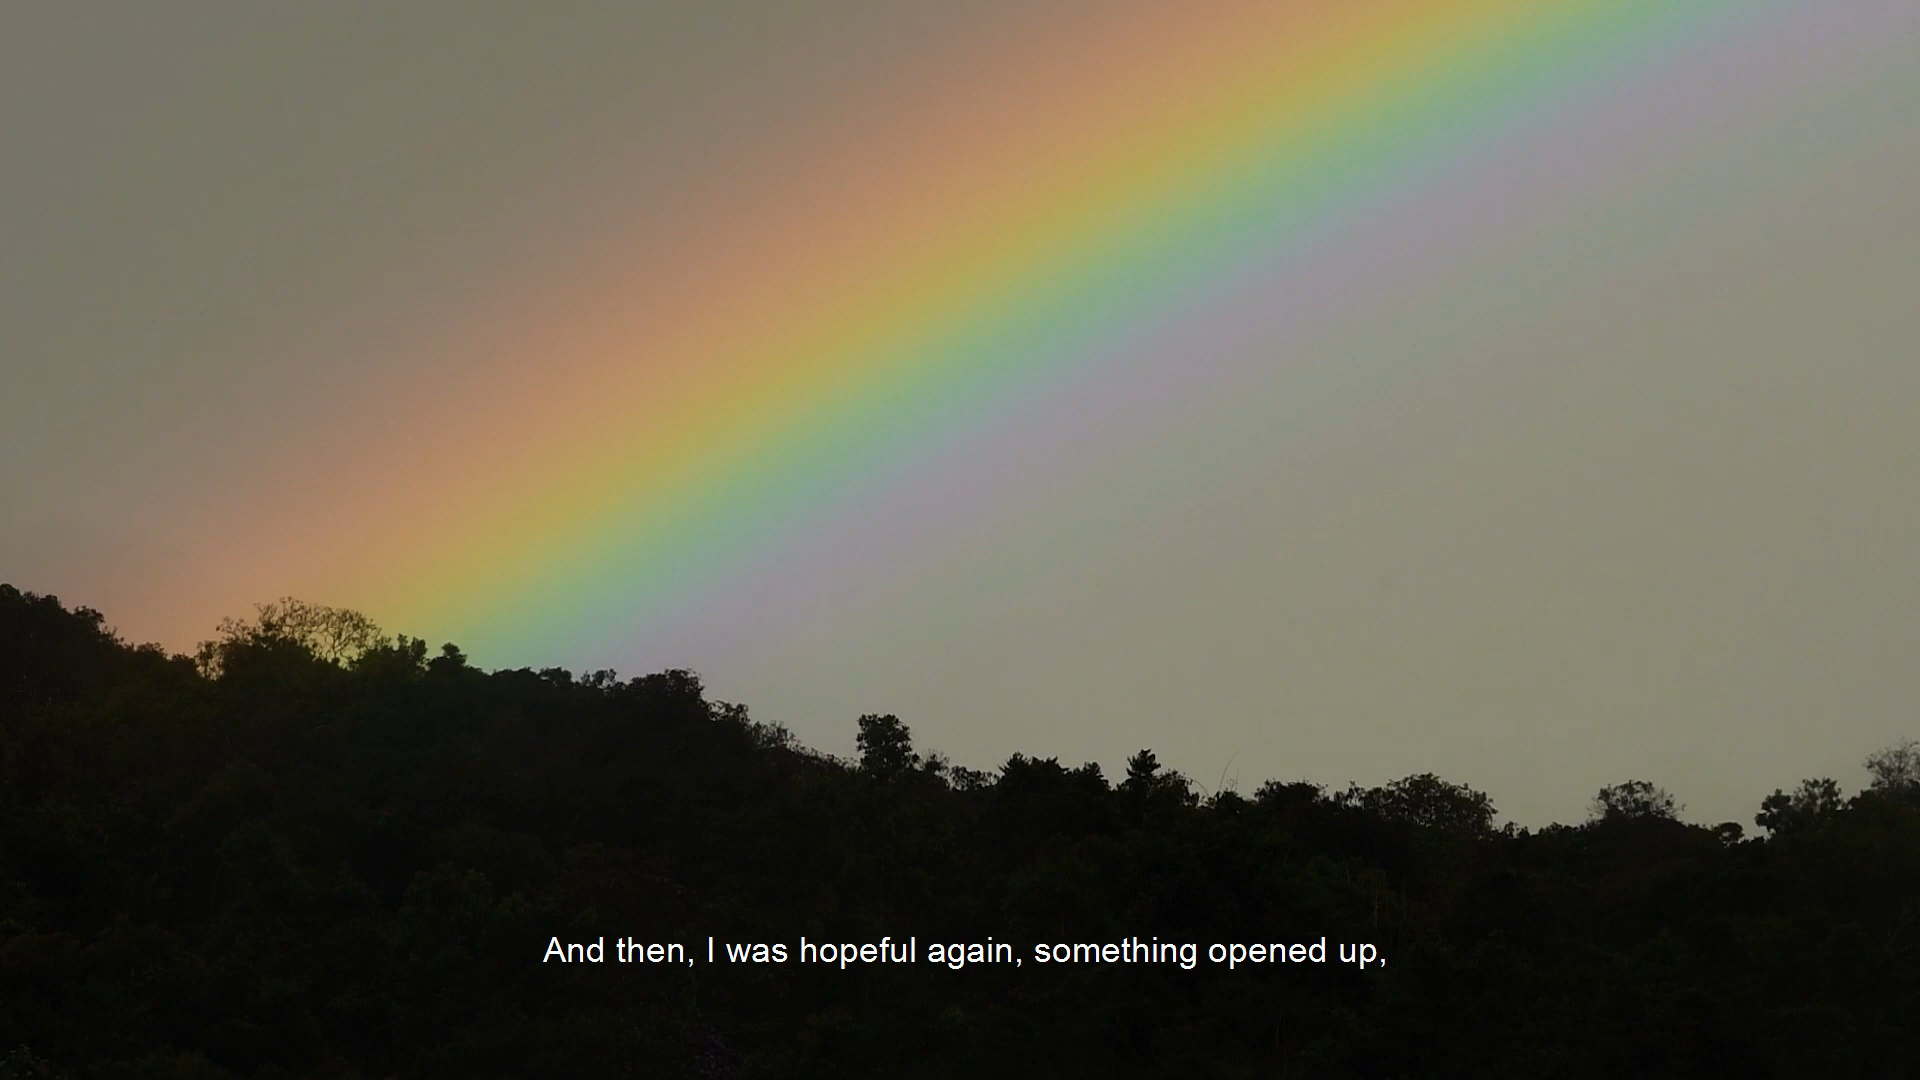 And then, I was hopeful again, something opened up,